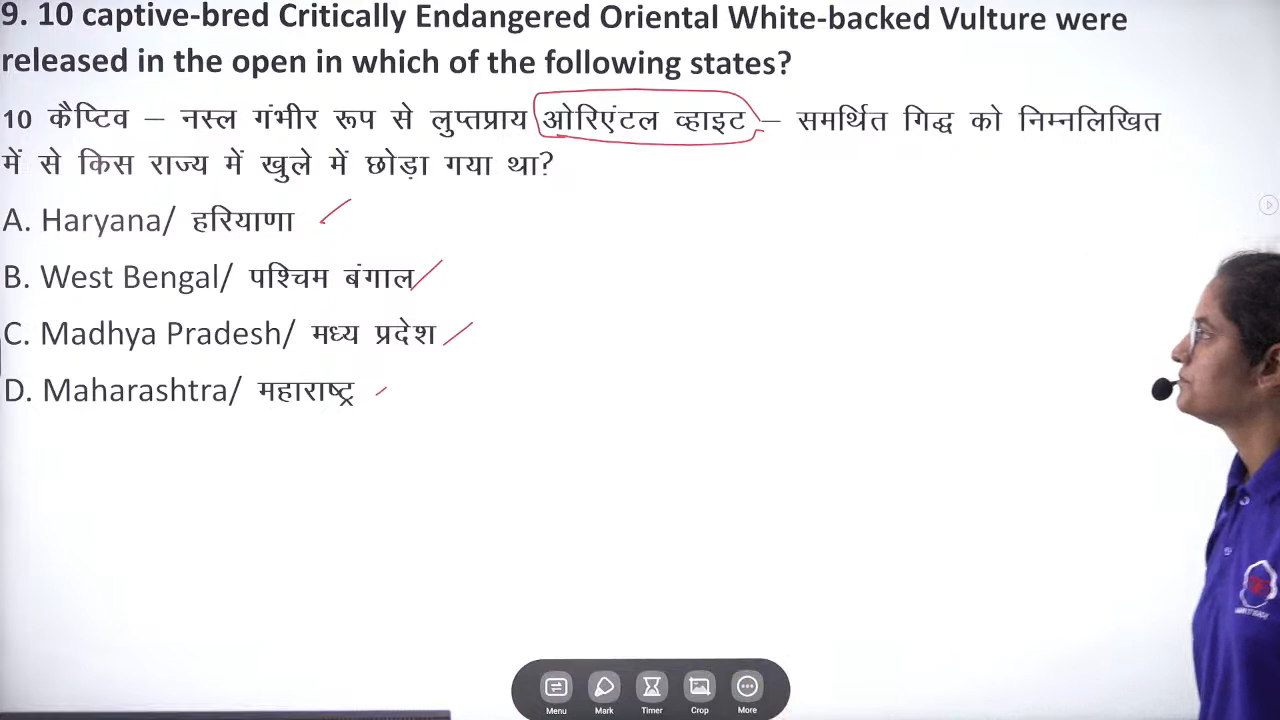 9. 10 captive-bred Critically Endangered Oriental White-backed Vulture were
released in the open in which of the following states?
10 कैप्टिव – नस्ल गंभीर रूप से लुप्तप्राय ओरिएंटल व्हाइट – समर्थित गिद्ध को निम्नलिखित
में से किस राज्य में खुले में छोड़ा गया था?
A. Haryana/ हरियाणा
B. West Bengal/ पश्चिम बंगाल
C. Madhya Pradesh/ मध्य प्रदेश
D. Maharashtra/ महाराष्ट्र
Menu Mark Timer Crop More